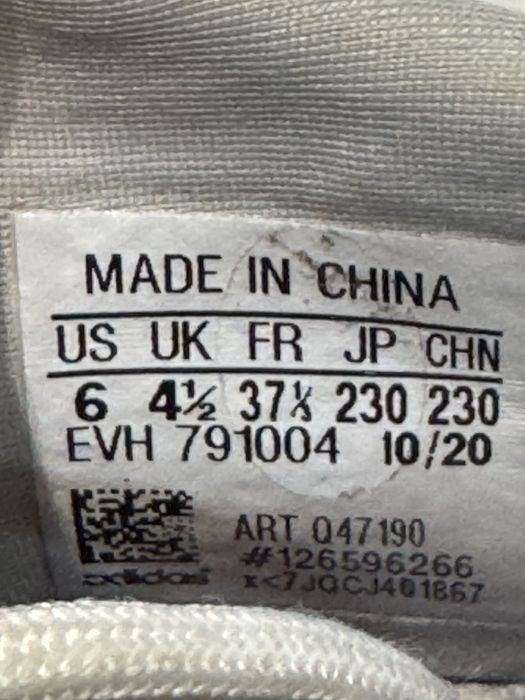 MADE IN CHINA
US UK FR JP CHN
6 4½ 37⅓ 230 230
EVH 791004 10/20
ART Q47190
#126596266
x<7JQCJ401867
adidas